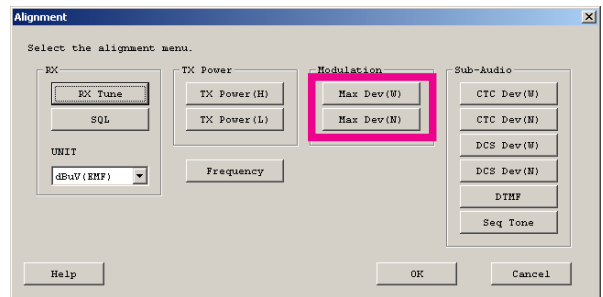 Alignment
Select the alignment menu.
RX
RX Tune
SQL
UNIT
dBuV(EMF)
TX Power
TX Power(H)
TX Power(L)
Frequency
Modulation
Max Dev(W)
Max Dev(N)
Sub-Audio
CTC Dev(W)
CTC Dev(N)
DCS Dev(W)
DCS Dev(N)
DTMF
Seq Tone
Help
OK
Cancel